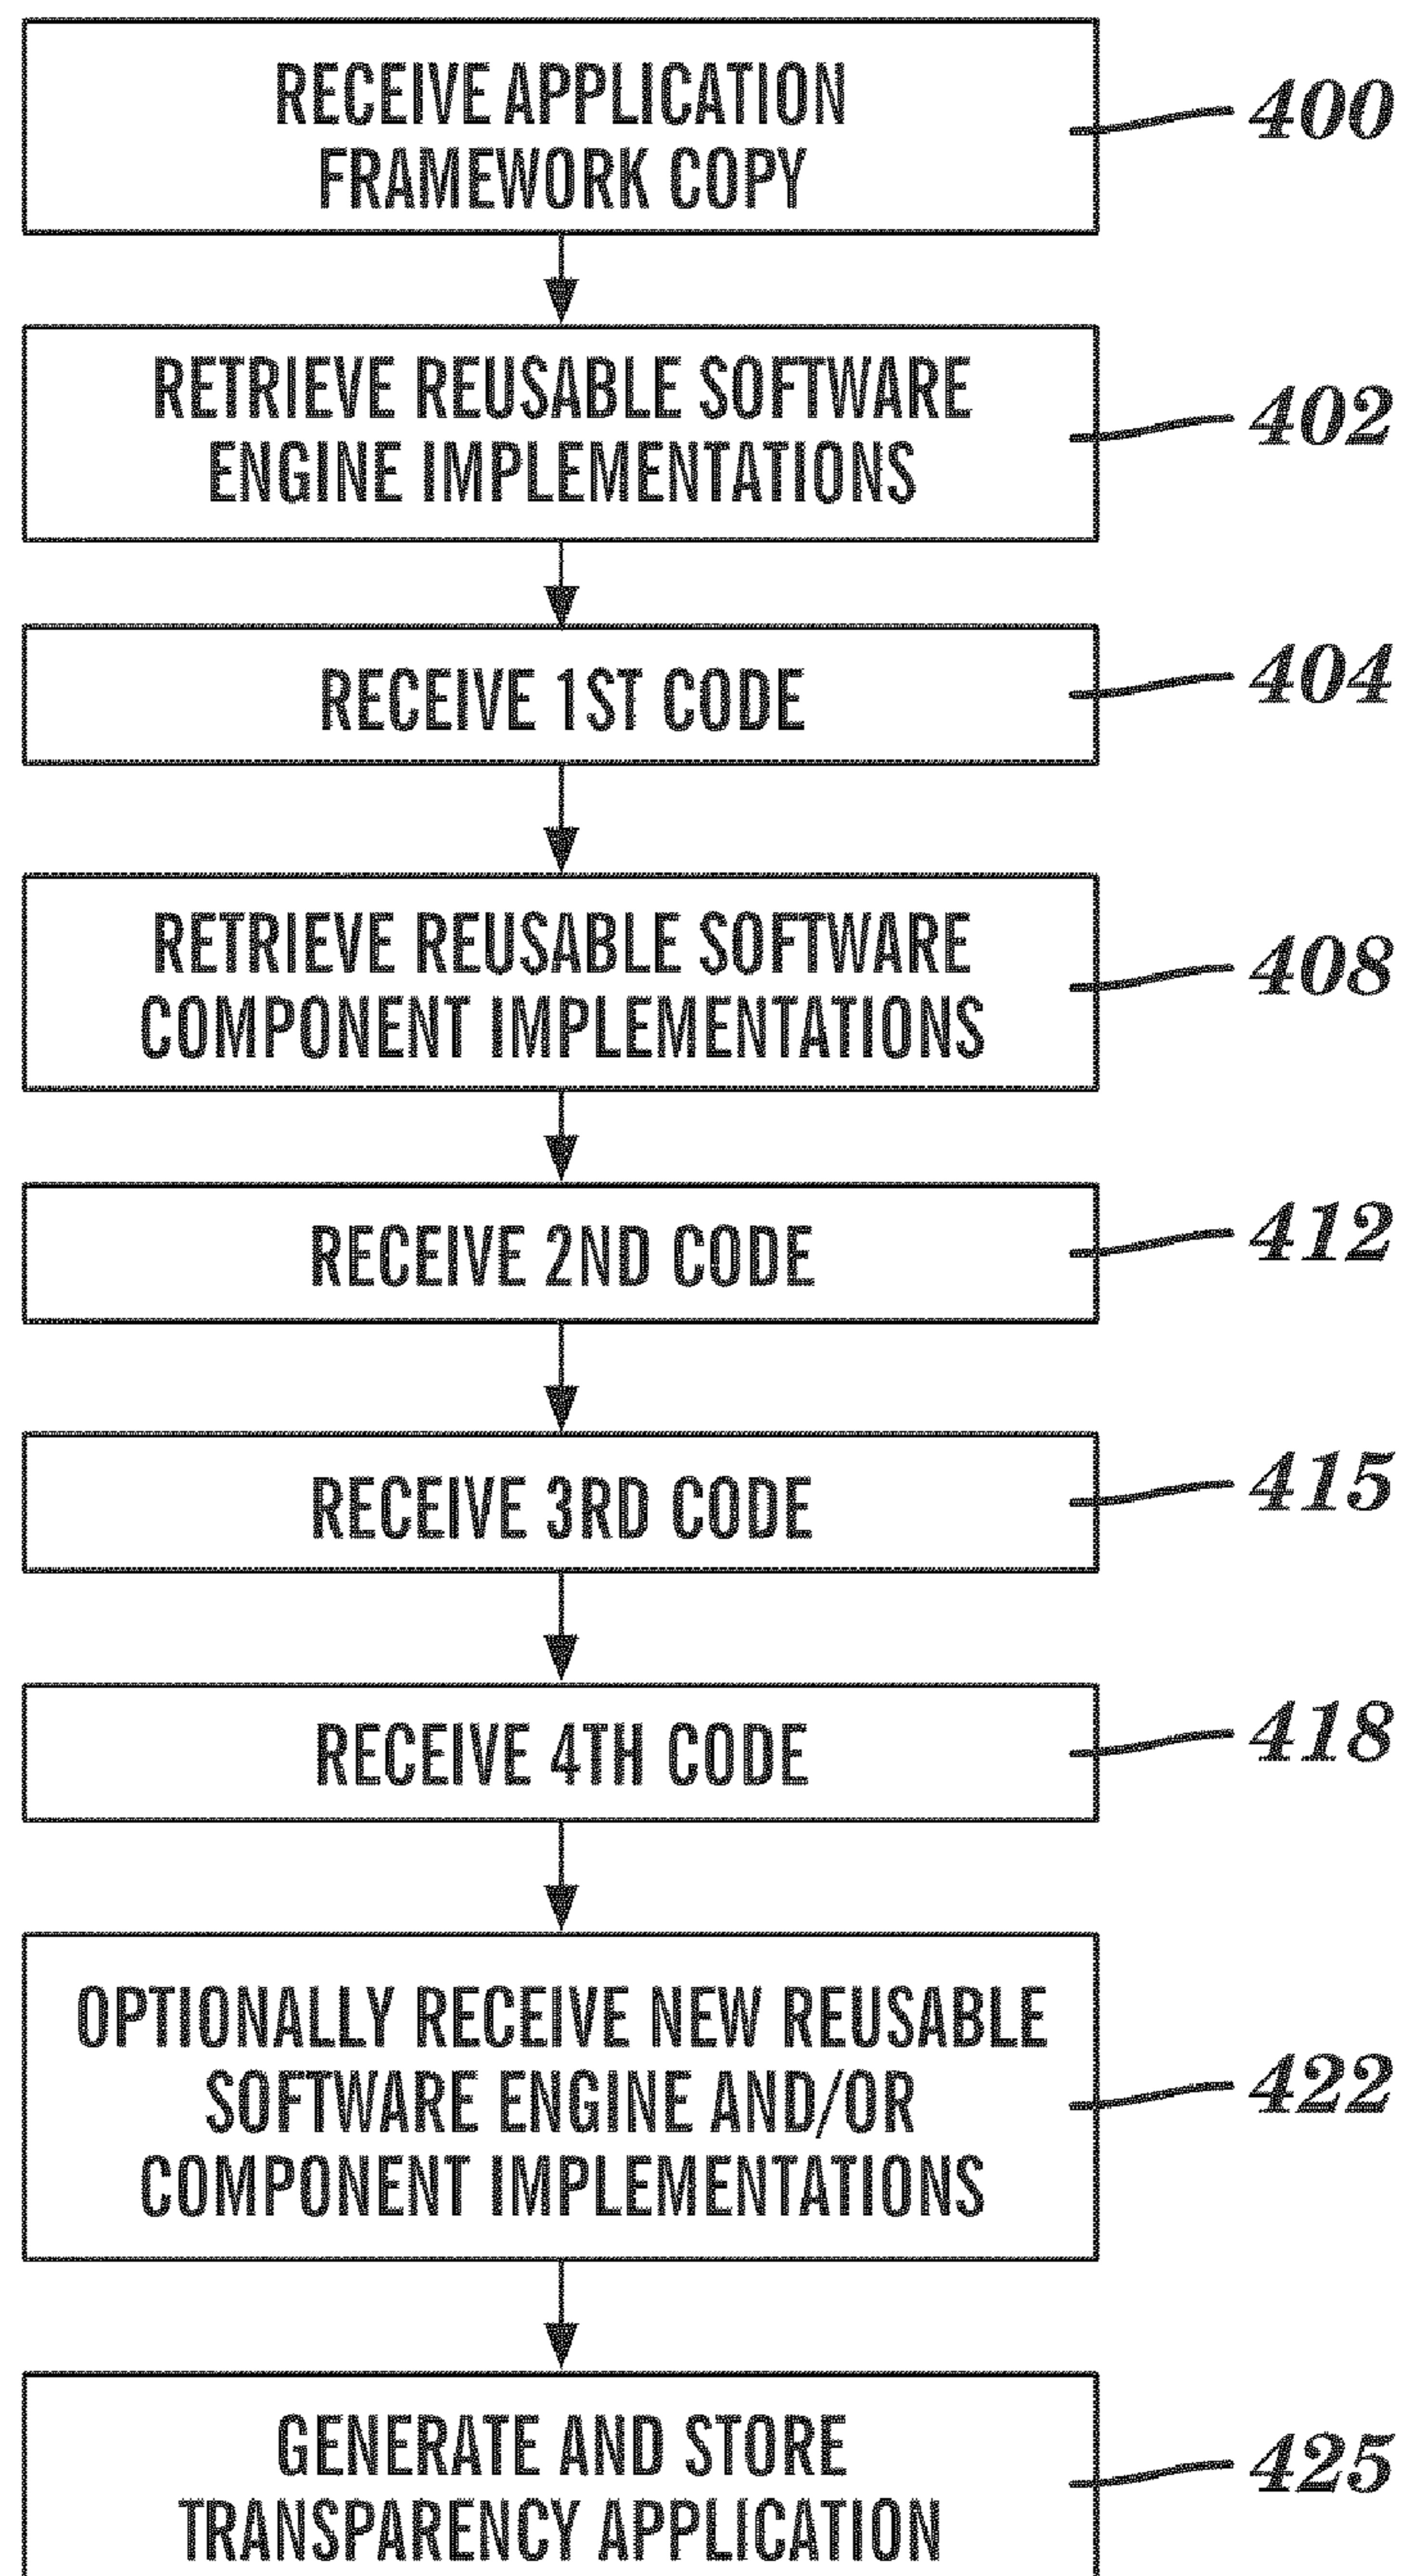 RECEIVE APPLICATION
FRAMEWORK COPY
400
RETRIEVE REUSABLE SOFTWARE
ENGINE IMPLEMENTATIONS
402
RECEIVE 1ST CODE
404
RETRIEVE REUSABLE SOFTWARE
COMPONENT IMPLEMENTATIONS
408
RECEIVE 2ND CODE
412
RECEIVE 3RD CODE
415
RECEIVE 4TH CODE
418
OPTIONALLY RECEIVE NEW REUSABLE
SOFTWARE ENGINE AND/OR
COMPONENT IMPLEMENTATIONS
422
GENERATE AND STORE
TRANSPARENCY APPLICATION
425